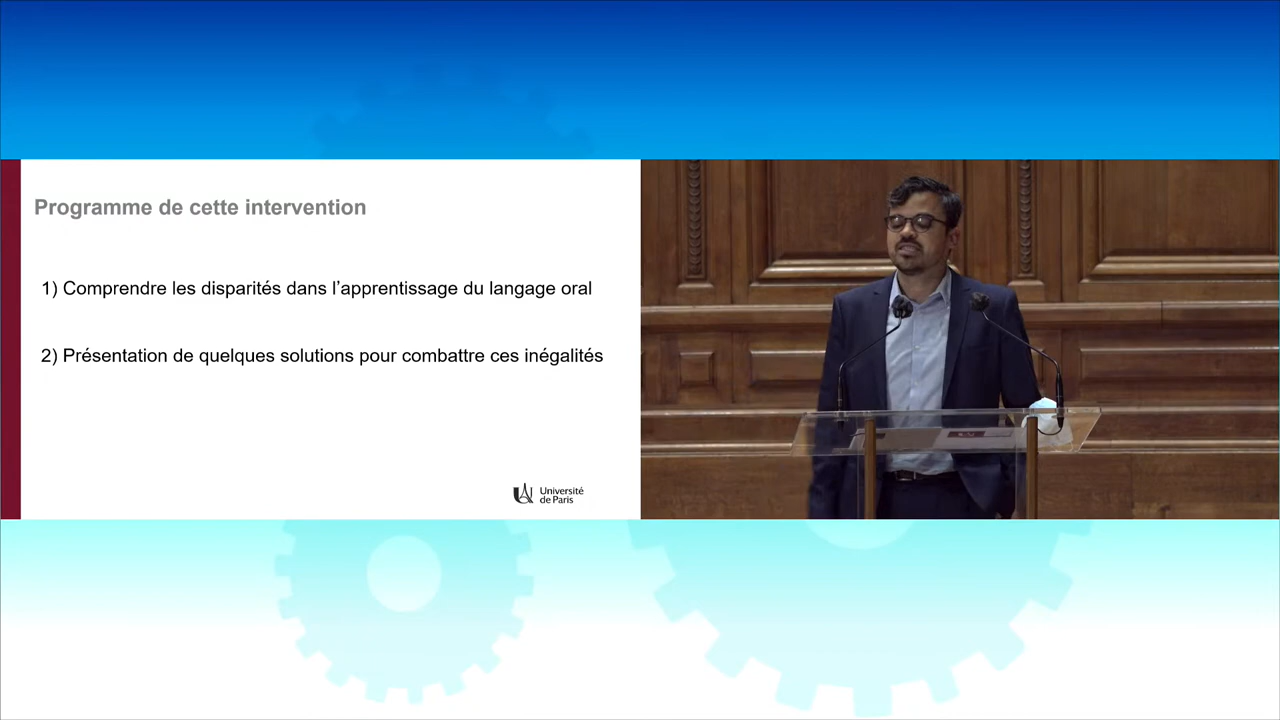 Programme de cette intervention
1) Comprendre les disparités dans l’apprentissage du langage oral
2) Présentation de quelques solutions pour combattre ces inégalités
Université
de Paris